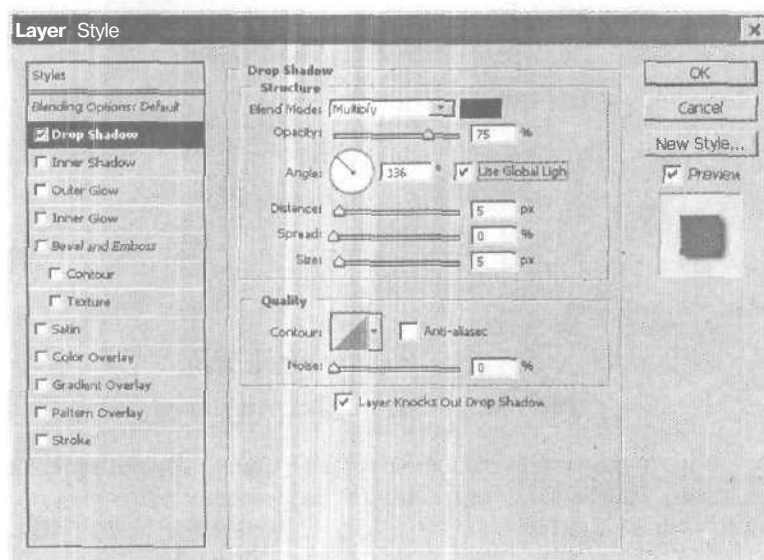 Layer Style
Styles
Blending Options: Default
Drop Shadow
Inner Shadow
Outer Glow
Inner Glow
Bevel and Emboss
Contour
Texture
Satin
Color Overlay
Gradient Overlay
Pattern Overlay
Stroke
Drop Shadow
Structure
Blend Mode: Multiply
Opacity: 75 %
Angle: 136 ° Use Global Ligh
Distance: 5 px
Spread: 0 %
Size: 5 px
Quality
Contour: Anti-aliasec
Noise: 0 %
Layer Knocks Out Drop Shadow
OK
Cancel
New Style...
Preview